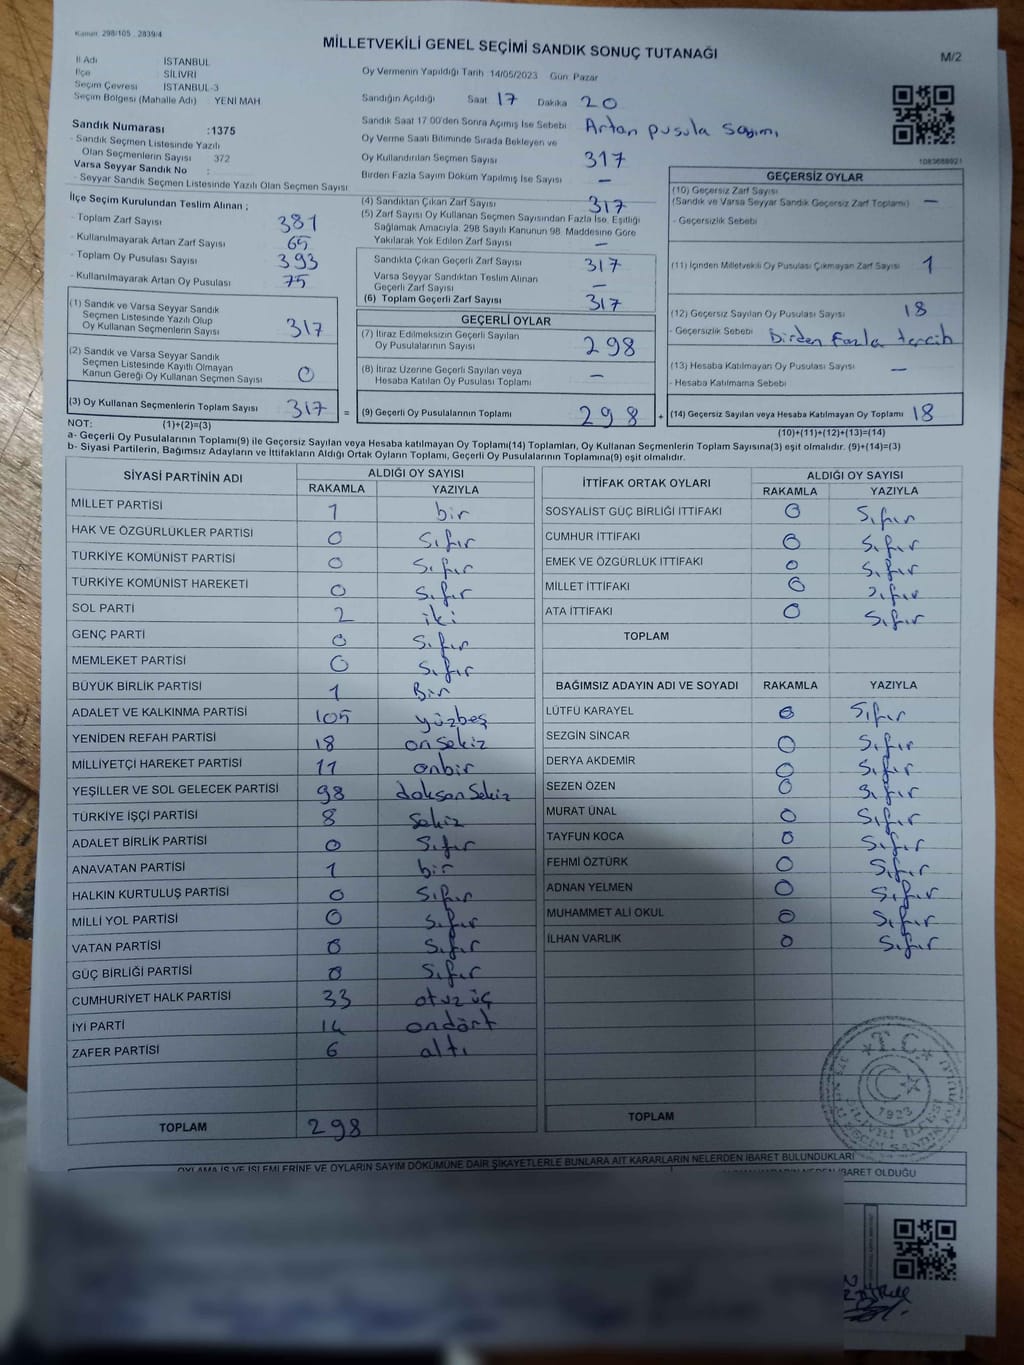 Kanun: 298/105 , 2839/4
MİLLETVEKİLİ GENEL SEÇİMİ SANDIK SONUÇ TUTANAĞI
M/2
İl Adı İSTANBUL
İlçe SİLİVRİ
Seçim Çevresi İSTANBUL-3
Seçim Bölgesi (Mahalle Adı) YENİ MAH.
Sandık Numarası :1375
- Sandık Seçmen Listesinde Yazılı
Olan Seçmenlerin Sayısı 372
Varsa Seyyar Sandık No :
- Seyyar Sandık Seçmen Listesinde Yazılı Olan Seçmen Sayısı
Oy Vermenin Yapıldığı Tarih 14/05/2023 Gün: Pazar
Sandığın Açıldığı Saat 17 Dakika 20
Sandık Saat 17:00'den Sonra Açımış İse Sebebi Artan pusula sayımı
Oy Verme Saati Bitiminde Sırada Bekleyen ve
Oy Kullandırılan Seçmen Sayısı 317
Birden Fazla Sayım Döküm Yapılmış İse Sayısı –
1083688921
İlçe Seçim Kurulundan Teslim Alınan ;
- Toplam Zarf Sayısı 381
- Kullanılmayarak Artan Zarf Sayısı 65
- Toplam Oy Pusulası Sayısı 393
- Kullanılmayarak Artan Oy Pusulası 75
(1) Sandık ve Varsa Seyyar Sandık
Seçmen Listesinde Yazılı Olup
Oy Kullanan Seçmenlerin Sayısı 317
(2) Sandık ve Varsa Seyyar Sandık
Seçmen Listesinde Kayıtlı Olmayan
Kanun Gereği Oy Kullanan Seçmen Sayısı 0
(3) Oy Kullanan Seçmenlerin Toplam Sayısı 317 =
(4) Sandıktan Çıkan Zarf Sayısı 317
(5) Zarf Sayısı Oy Kullanan Seçmen Sayısından Fazla İse, Eşitliği
Sağlamak Amacıyla, 298 Sayılı Kanunun 98. Maddesine Göre
Yakılarak Yok Edilen Zarf Sayısı –
Sandıkta Çıkan Geçerli Zarf Sayısı 317
Varsa Seyyar Sandıktan Teslim Alınan
Geçerli Zarf Sayısı –
(6) Toplam Geçerli Zarf Sayısı 317
GEÇERLİ OYLAR
(7) İtiraz Edilmeksizin Geçerli Sayılan
Oy Pusulalarının Sayısı 298
(8) İtiraz Üzerine Geçerli Sayılan veya
Hesaba Katılan Oy Pusulası Toplamı –
(9) Geçerli Oy Pusulalarının Toplamı 298 +
GEÇERSİZ OYLAR
(10) Geçersiz Zarf Sayısı
(Sandık ve Varsa Seyyar Sandık Geçersiz Zarf Toplamı) –
- Geçersizlik Sebebi
(11) İçinden Milletvekili Oy Pusulası Çıkmayan Zarf Sayısı 1
(12) Geçersiz Sayılan Oy Pusulası Sayısı 18
- Geçersizlik Sebebi Birden Fazla tercih
(13) Hesaba Katılmayan Oy Pusulası Sayısı –
- Hesaba Katılmama Sebebi
(14) Geçersiz Sayılan veya Hesaba Katılmayan Oy Toplamı 18
NOT: (1)+(2)=(3)
(10)+(11)+(12)+(13)=(14)
a- Geçerli Oy Pusulalarının Toplamı(9) ile Geçersiz Sayılan veya Hesaba katılmayan Oy Toplamı(14) Toplamları, Oy Kullanan Seçmenlerin Toplam Sayısına(3) eşit olmalıdır. (9)+(14)=(3)
b- Siyasi Partilerin, Bağımsız Adayların ve İttifakların Aldığı Ortak Oyların Toplamı, Geçerli Oy Pusulalarının Toplamına(9) eşit olmalıdır.
SİYASİ PARTİNİN ADI ALDIĞI OY SAYISI
RAKAMLA YAZIYLA
MİLLET PARTİSİ 1 bir
HAK VE ÖZGÜRLÜKLER PARTİSİ 0 sıfır
TÜRKİYE KOMÜNİST PARTİSİ 0 sıfır
TÜRKİYE KOMÜNİST HAREKETİ 0 sıfır
SOL PARTİ 2 iki
GENÇ PARTİ 0 sıfır
MEMLEKET PARTİSİ 0 sıfır
BÜYÜK BİRLİK PARTİSİ 1 Bir
ADALET VE KALKINMA PARTİSİ 105 yüzbeş
YENİDEN REFAH PARTİSİ 18 onsekiz
MİLLİYETÇİ HAREKET PARTİSİ 11 onbir
YEŞİLLER VE SOL GELECEK PARTİSİ 98 doksansekiz
TÜRKİYE İŞÇİ PARTİSİ 8 sekiz
ADALET BİRLİK PARTİSİ 0 sıfır
ANAVATAN PARTİSİ 1 bir
HALKIN KURTULUŞ PARTİSİ 0 sıfır
MİLLİ YOL PARTİSİ 0 sıfır
VATAN PARTİSİ 0 sıfır
GÜÇ BİRLİĞİ PARTİSİ 0 sıfır
CUMHURİYET HALK PARTİSİ 33 otuzüç
İYİ PARTİ 14 ondört
ZAFER PARTİSİ 6 altı
TOPLAM 298
İTTİFAK ORTAK OYLARI ALDIĞI OY SAYISI
RAKAMLA YAZIYLA
SOSYALİST GÜÇ BİRLİĞİ İTTİFAKI 0 sıfır
CUMHUR İTTİFAKI 0 sıfır
EMEK VE ÖZGÜRLÜK İTTİFAKI 0 sıfır
MİLLET İTTİFAKI 0 sıfır
ATA İTTİFAKI 0 sıfır
TOPLAM
BAĞIMSIZ ADAYIN ADI VE SOYADI RAKAMLA YAZIYLA
LÜTFÜ KARAYEL 0 sıfır
SEZGİN SİNCAR 0 sıfır
DERYA AKDEMİR 0 sıfır
SEZEN ÖZEN 0 sıfır
MURAT ÜNAL 0 sıfır
TAYFUN KOCA 0 sıfır
FEHMİ ÖZTÜRK 0 sıfır
ADNAN YELMEN 0 sıfır
MUHAMMET ALİ OKUL 0 sıfır
İLHAN VARLIK 0 sıfır
TOPLAM
T.C.
1923
OYLAMA İŞ VE İŞLEMLERİNE VE OYLARIN SAYIM DÖKÜMÜNE DAİR ŞİKAYETLERLE BUNLARA AİT KARARLARIN NELERDEN İBARET BULUNDUKLARI
İBARET OLDUĞU